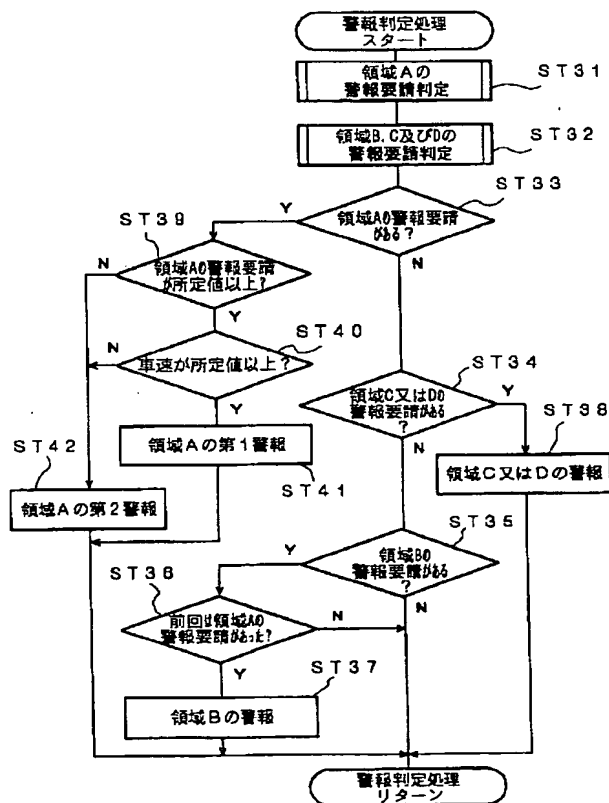 警報判定処理
スタート
領域Aの
警報要請判定
ST31
領域B、C及びDの
警報要請判定
ST32
ST33
領域Aの警報要請
がある?
Y
N
ST39
領域Aの警報要請
が所定値以上?
N
Y
ST40
車速が所定値以上?
N
Y
ST34
領域C又はDの
警報要請がある
?
Y
N
ST38
領域C又はDの警報
ST42
領域Aの第2警報
領域Aの第1警報
ST41
ST35
領域Bの
警報要請がある
?
Y
N
ST36
前回は領域Aの
警報要請があった?
N
Y
ST37
領域Bの警報
警報判定処理
リターン